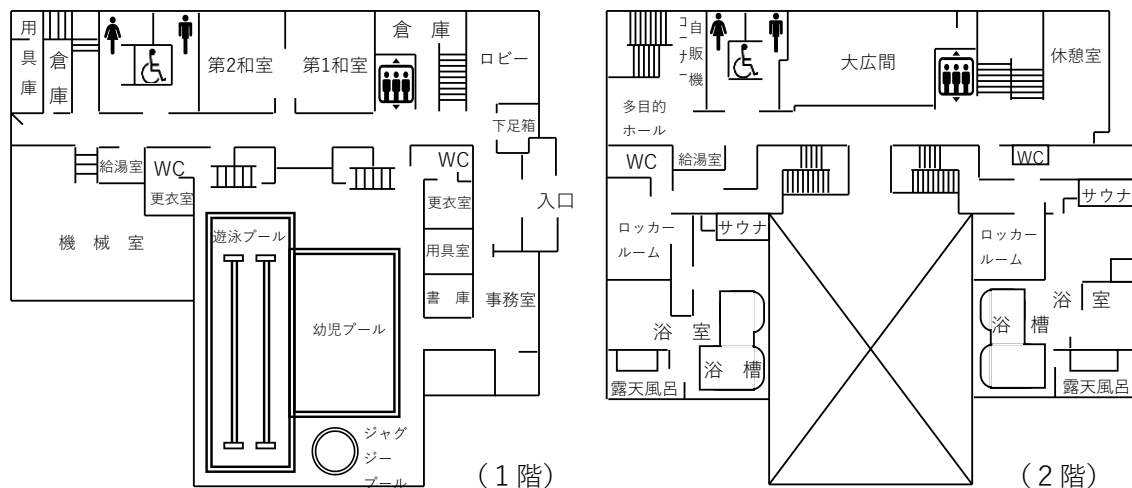 用具庫
倉庫
第2和室
第1和室
倉 庫
ロビー
下足箱
給湯室
WC
更衣室
WC
更衣室
入口
機 械 室
遊泳プール
用具室
書 庫
事務室
幼児プール
ジャグ
ジー
プール
（１階）
コーナー
自販機
大広間
休憩室
多目的
ホール
WC
給湯室
WC
サウナ
ロッカー
ルーム
サウナ
ロッカー
ルーム
浴 室
浴 槽
露天風呂
浴 室
浴 槽
露天風呂
（２階）